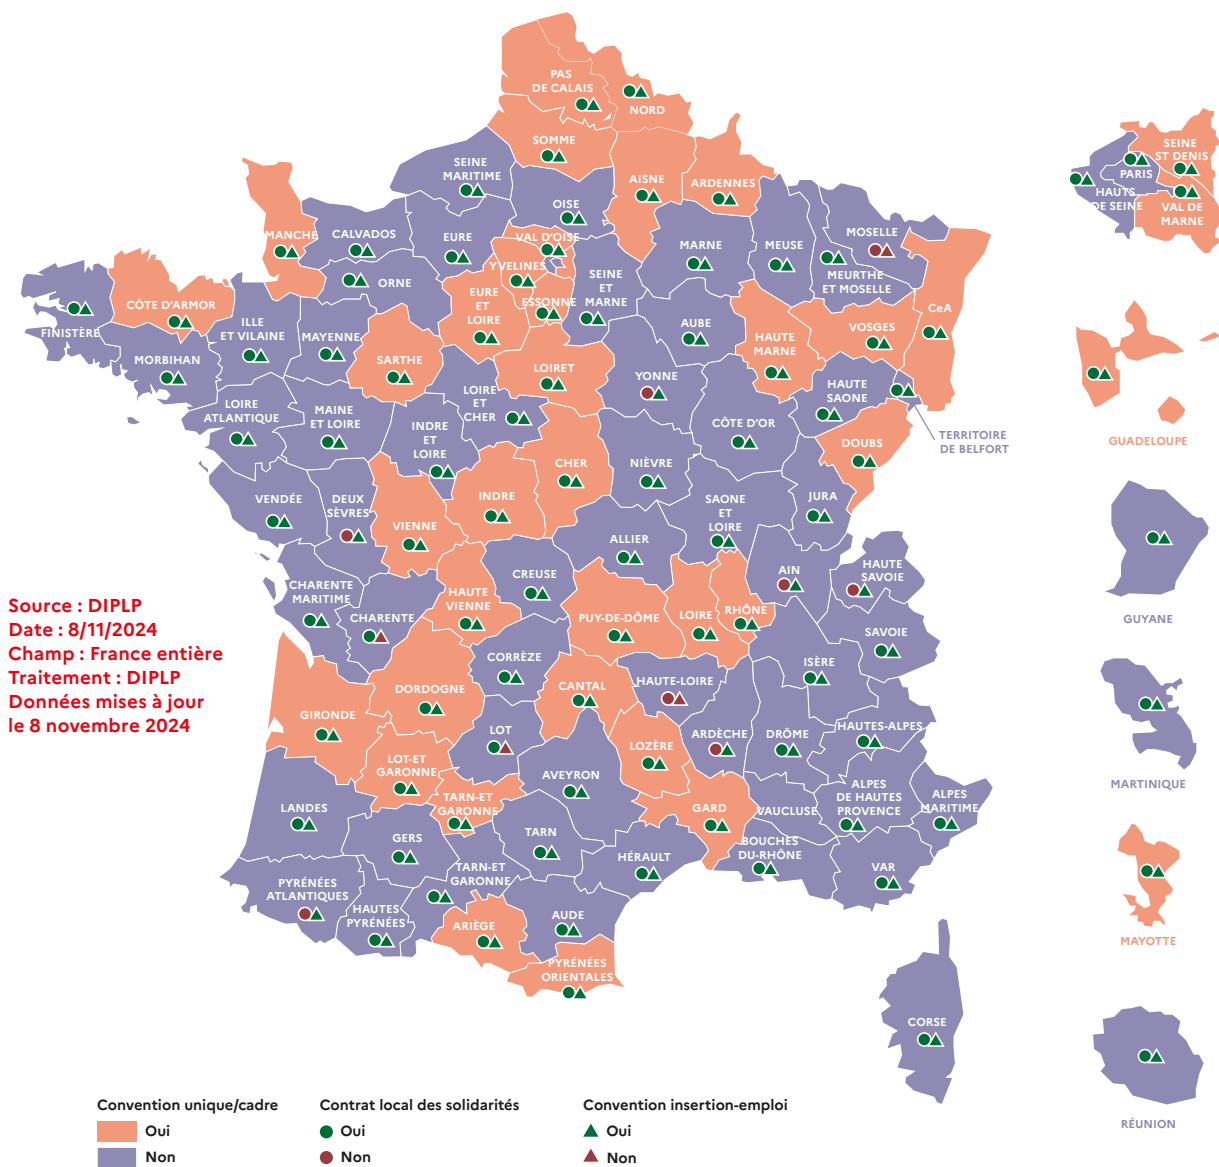 PAS
DE CALAIS
NORD
SOMME
SEINE
MARITIME
AISNE
ARDENNES
OISE
SEINE
ST DENIS
PARIS
HAUTS
DE SEINE
VAL DE
MARNE
MANCHE
CALVADOS
EURE
VAL D'OISE
MARNE
MEUSE
MOSELLE
MEURTHE
ET MOSELLE
YVELINES
SEINE
ET
MARNE
ORNE
EURE
ET
LOIRE
ESSONNE
CeA
CÔTE D'ARMOR
FINISTÈRE
ILLE
ET VILAINE
MAYENNE
AUBE
HAUTE
MARNE
VOSGES
MORBIHAN
SARTHE
LOIRET
YONNE
HAUTE
SAONE
LOIRE
ET
CHER
LOIRE
ATLANTIQUE
MAINE
ET LOIRE
INDRE
ET
LOIRE
CÔTE D'OR
DOUBS
TERRITOIRE
DE BELFORT
GUADELOUPE
CHER
NIÈVRE
VENDÉE
DEUX
SÈVRES
INDRE
SAONE
ET
LOIRE
JURA
VIENNE
ALLIER
CREUSE
AIN
HAUTE
SAVOIE
CHARENTE
MARITIME
HAUTE
VIENNE
CHARENTE
PUY-DE-DÔME
LOIRE
RHÔNE
GUYANE
Source : DIPLP
Date : 8/11/2024
Champ : France entière
Traitement : DIPLP
Données mises à jour
le 8 novembre 2024
SAVOIE
CORRÈZE
ISÈRE
DORDOGNE
CANTAL
HAUTE-LOIRE
GIRONDE
LOT
LOZÈRE
ARDÈCHE
DRÔME
HAUTES-ALPES
LOT-ET
GARONNE
AVEYRON
MARTINIQUE
LANDES
TARN-ET
GARONNE
GARD
VAUCLUSE
ALPES
DE HAUTES
PROVENCE
ALPES
MARITIME
GERS
TARN
HÉRAULT
BOUCHES
DU-RHÔNE
VAR
TARN-ET
GARONNE
PYRÉNÉES
ATLANTIQUES
HAUTES
PYRÉNÉES
ARIÈGE
AUDE
PYRÉNÉES
ORIENTALES
MAYOTTE
CORSE
RÉUNION
Convention unique/cadre
Oui
Non
Contrat local des solidarités
Oui
Non
Convention insertion-emploi
Oui
Non